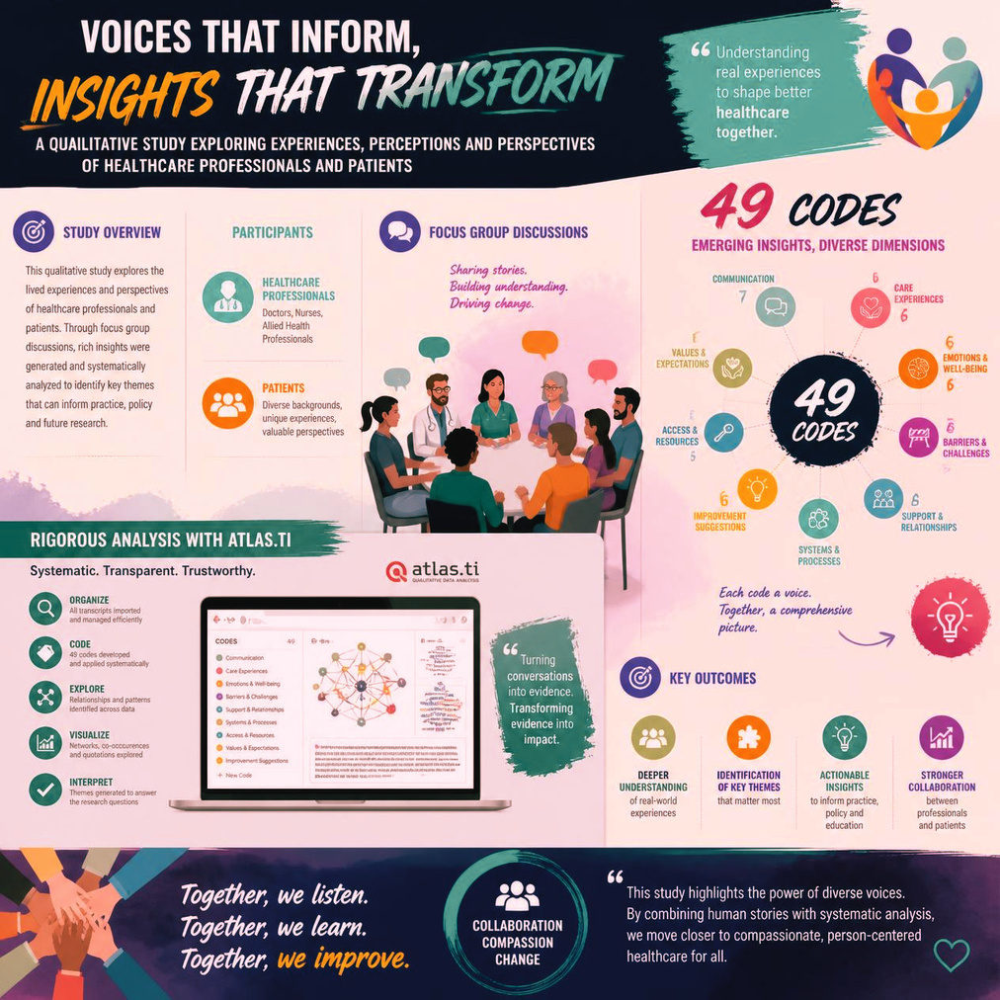 VOICES THAT INFORM,
INSIGHTS THAT TRANSFORM
A QUAILITATIVE STUDY EXPLORING EXPERIENCES, PERCEPTIONS AND PERSPECTIVES
OF HEALTHCARE PROFESSIONALS AND PATIENTS
“ Understanding
real experiences
to shape better
healthcare
together.
STUDY OVERVIEW
This qualitative study explores the
lived experiences and perspectives
of healthcare professionals and
patients. Through focus group
discussions, rich insights were
generated and systematically
analyzed to identify key themes
that can inform practice, policy
and future research.
PARTICIPANTS
HEALTHCARE
PROFESSIONALS
Doctors, Nurses,
Allied Health
Professionals
PATIENTS
Diverse backgrounds,
unique experiences,
valuable perspectives
FOCUS GROUP DISCUSSIONS
Sharing stories.
Building understanding.
Driving change.
49 CODES
EMERGING INSIGHTS, DIVERSE DIMENSIONS
COMMUNICATION
7
6
CARE
EXPERIENCES
6
6
EMOTIONS &
WELL-BEING
6
6
BARRIERS &
CHALLENGES
6
SUPPORT &
RELATIONSHIPS
SYSTEMS &
PROCESSES
6
IMPROVEMENT
SUGGESTIONS
ACCESS &
RESOURCES
5
VALUES &
EXPECTATIONS
49
CODES
Each code a voice.
Together, a comprehensive
picture.
RIGOROUS ANALYSIS WITH ATLAS.TI
Systematic. Transparent. Trustworthy.
atlas.ti
QUALITATIVE DATA ANALYSIS
ORGANIZE
All transcripts imported
and managed efficiently
CODE
49 codes developed
and applied systematically
EXPLORE
Relationships and patterns
identified across data
VISUALIZE
Networks, co-occurences
and quotations explored
INTERPRET
Themes generated to answer
the research questions
CODES 49
Communication
Care Experiences
Emotions & Well-being
Barriers & Challenges
Support & Relationships
Systems & Processes
Access & Resources
Values & Expectations
Improvement Suggestions
+ New Code
“ Turning
conversations
into evidence.
Transforming
evidence into
impact.
KEY OUTCOMES
DEEPER
UNDERSTANDING
of real-world
experiences
IDENTIFICATION
OF KEY THEMES
that matter most
ACTIONABLE
INSIGHTS
to inform practice,
policy and
education
STRONGER
COLLABORATION
between
professionals
and patients
Together, we listen.
Together, we learn.
Together, we improve.
COLLABORATION
COMPASSION
CHANGE
“ This study highlights the power of diverse voices.
By combining human stories with systematic analysis,
we move closer to compassionate, person-centered
healthcare for all.